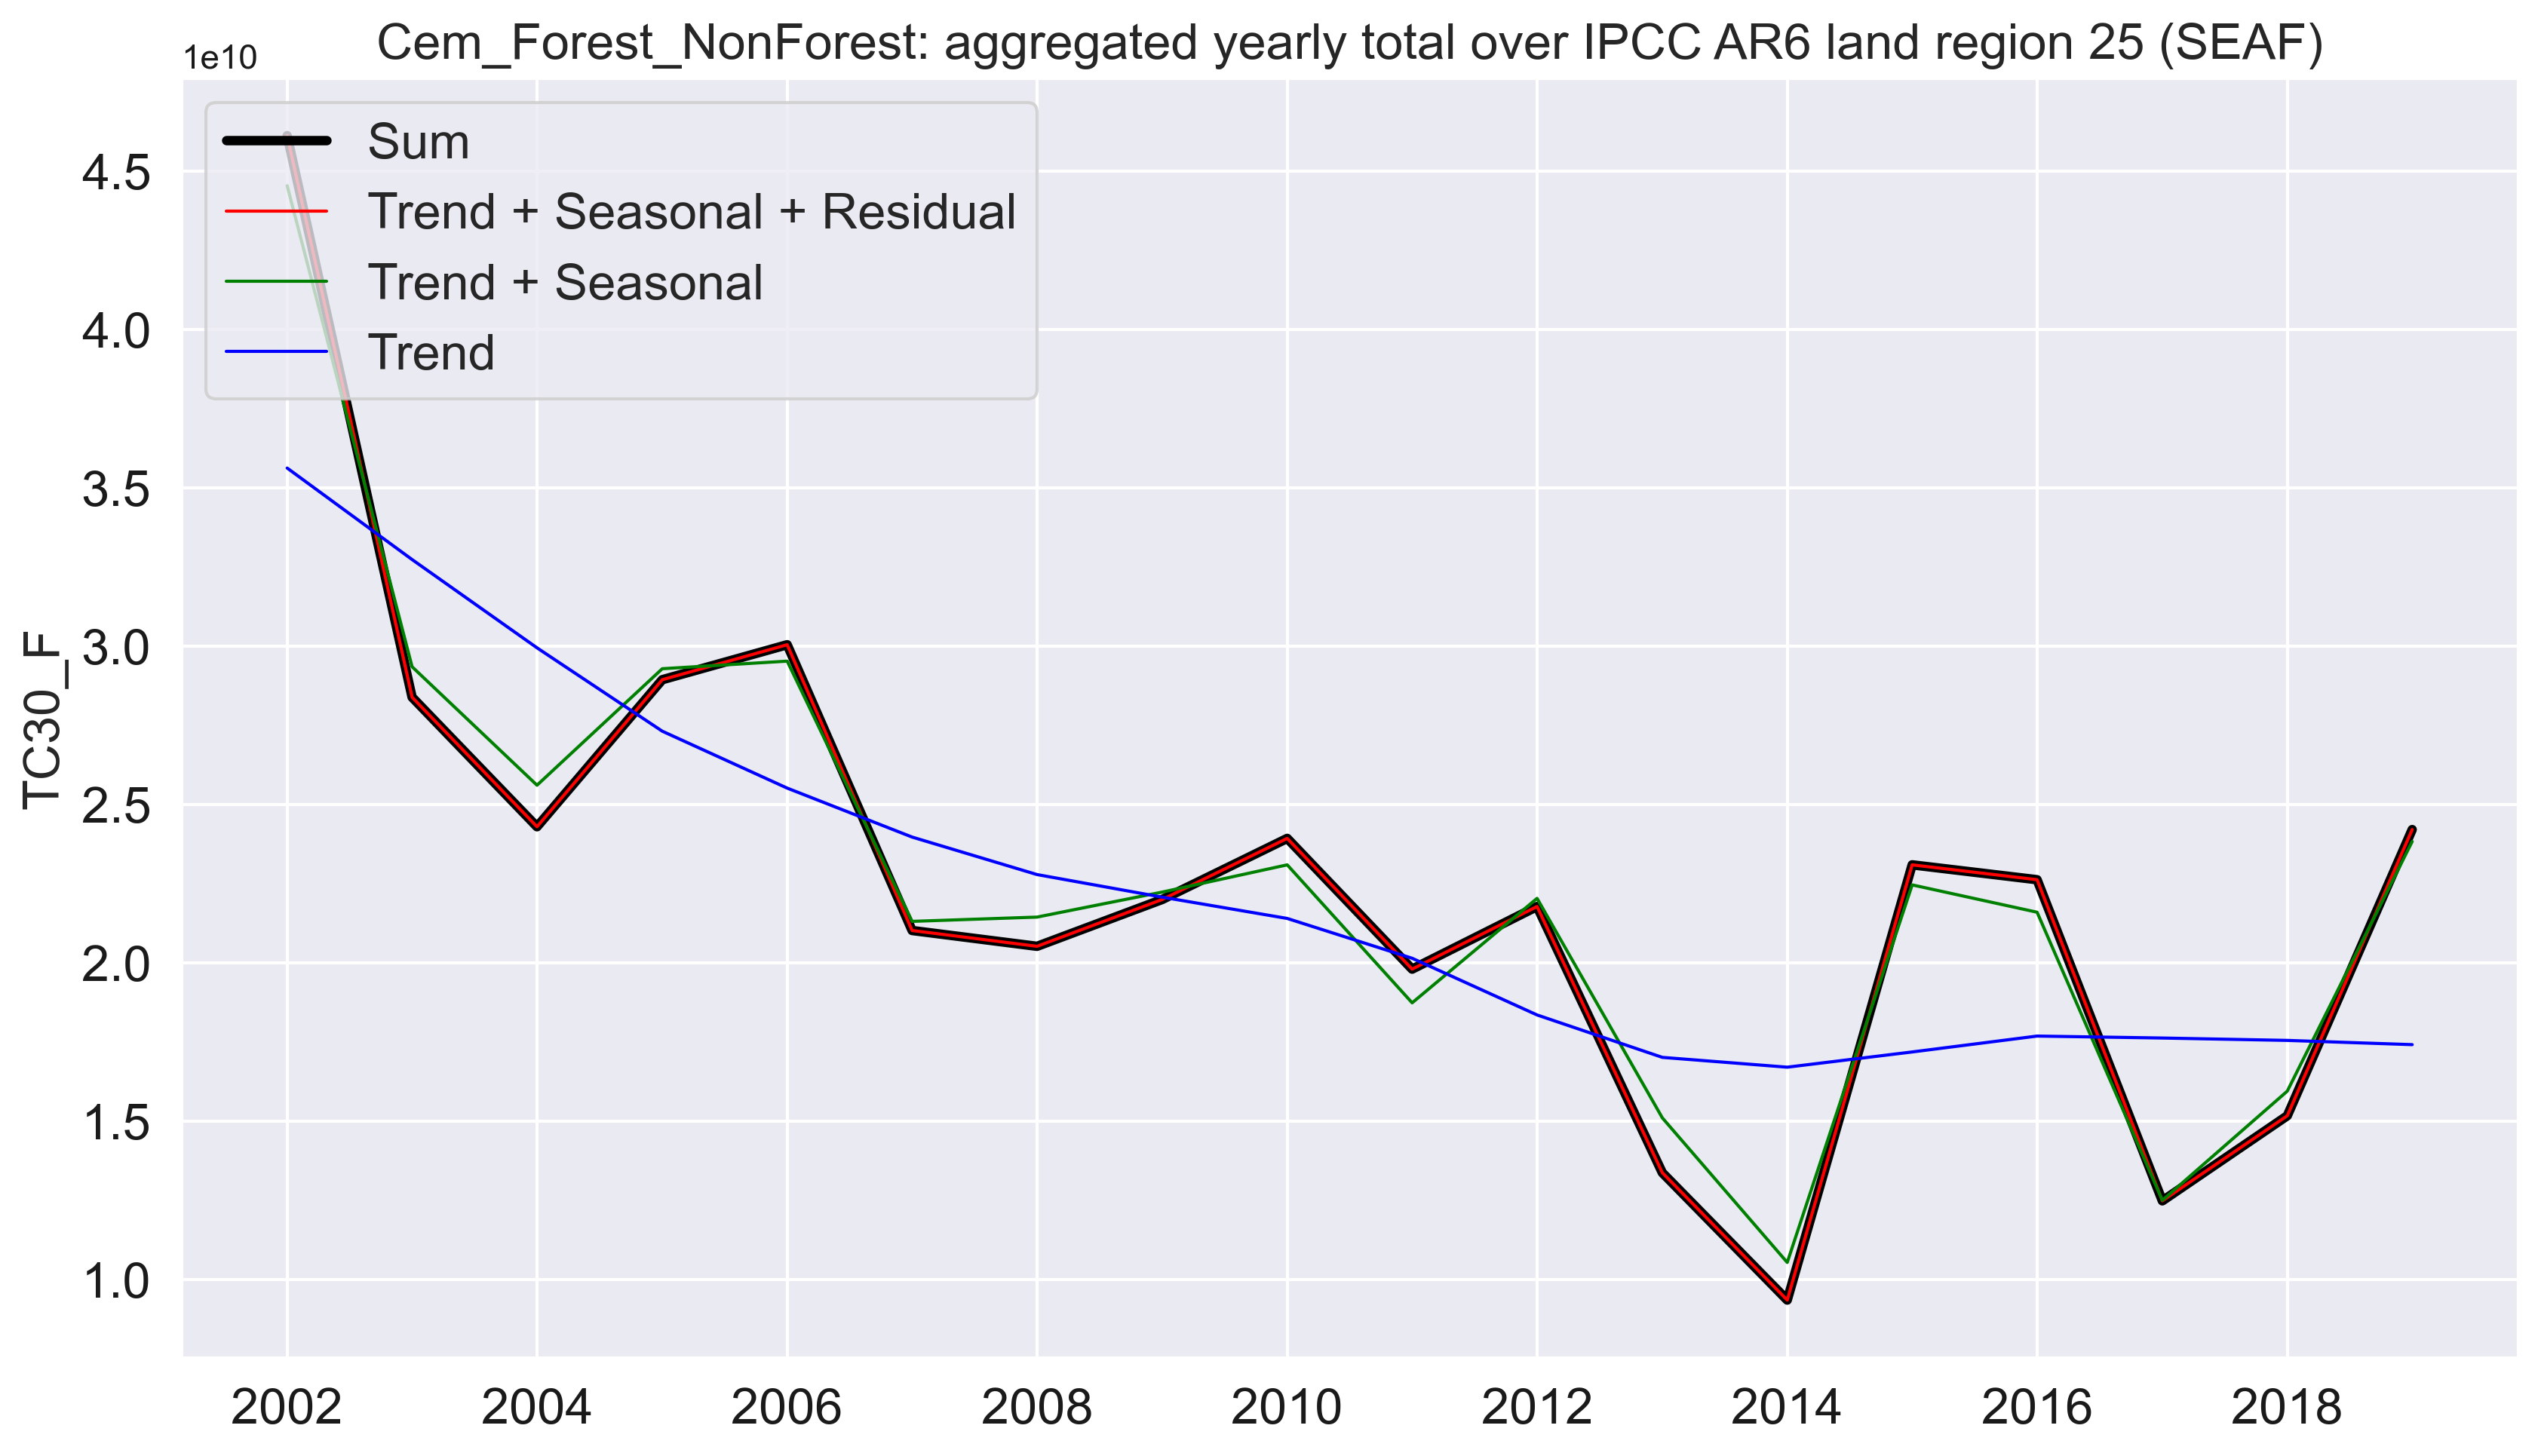 Cem_Forest_NonForest: aggregated yearly total over IPCC AR6 land region 25 (SEAF)
1e10
Sum
Trend + Seasonal + Residual
Trend + Seasonal
Trend
4.5
4.0
3.5
3.0
2.5
2.0
1.5
1.0
TC30_F
2002 2004 2006 2008 2010 2012 2014 2016 2018